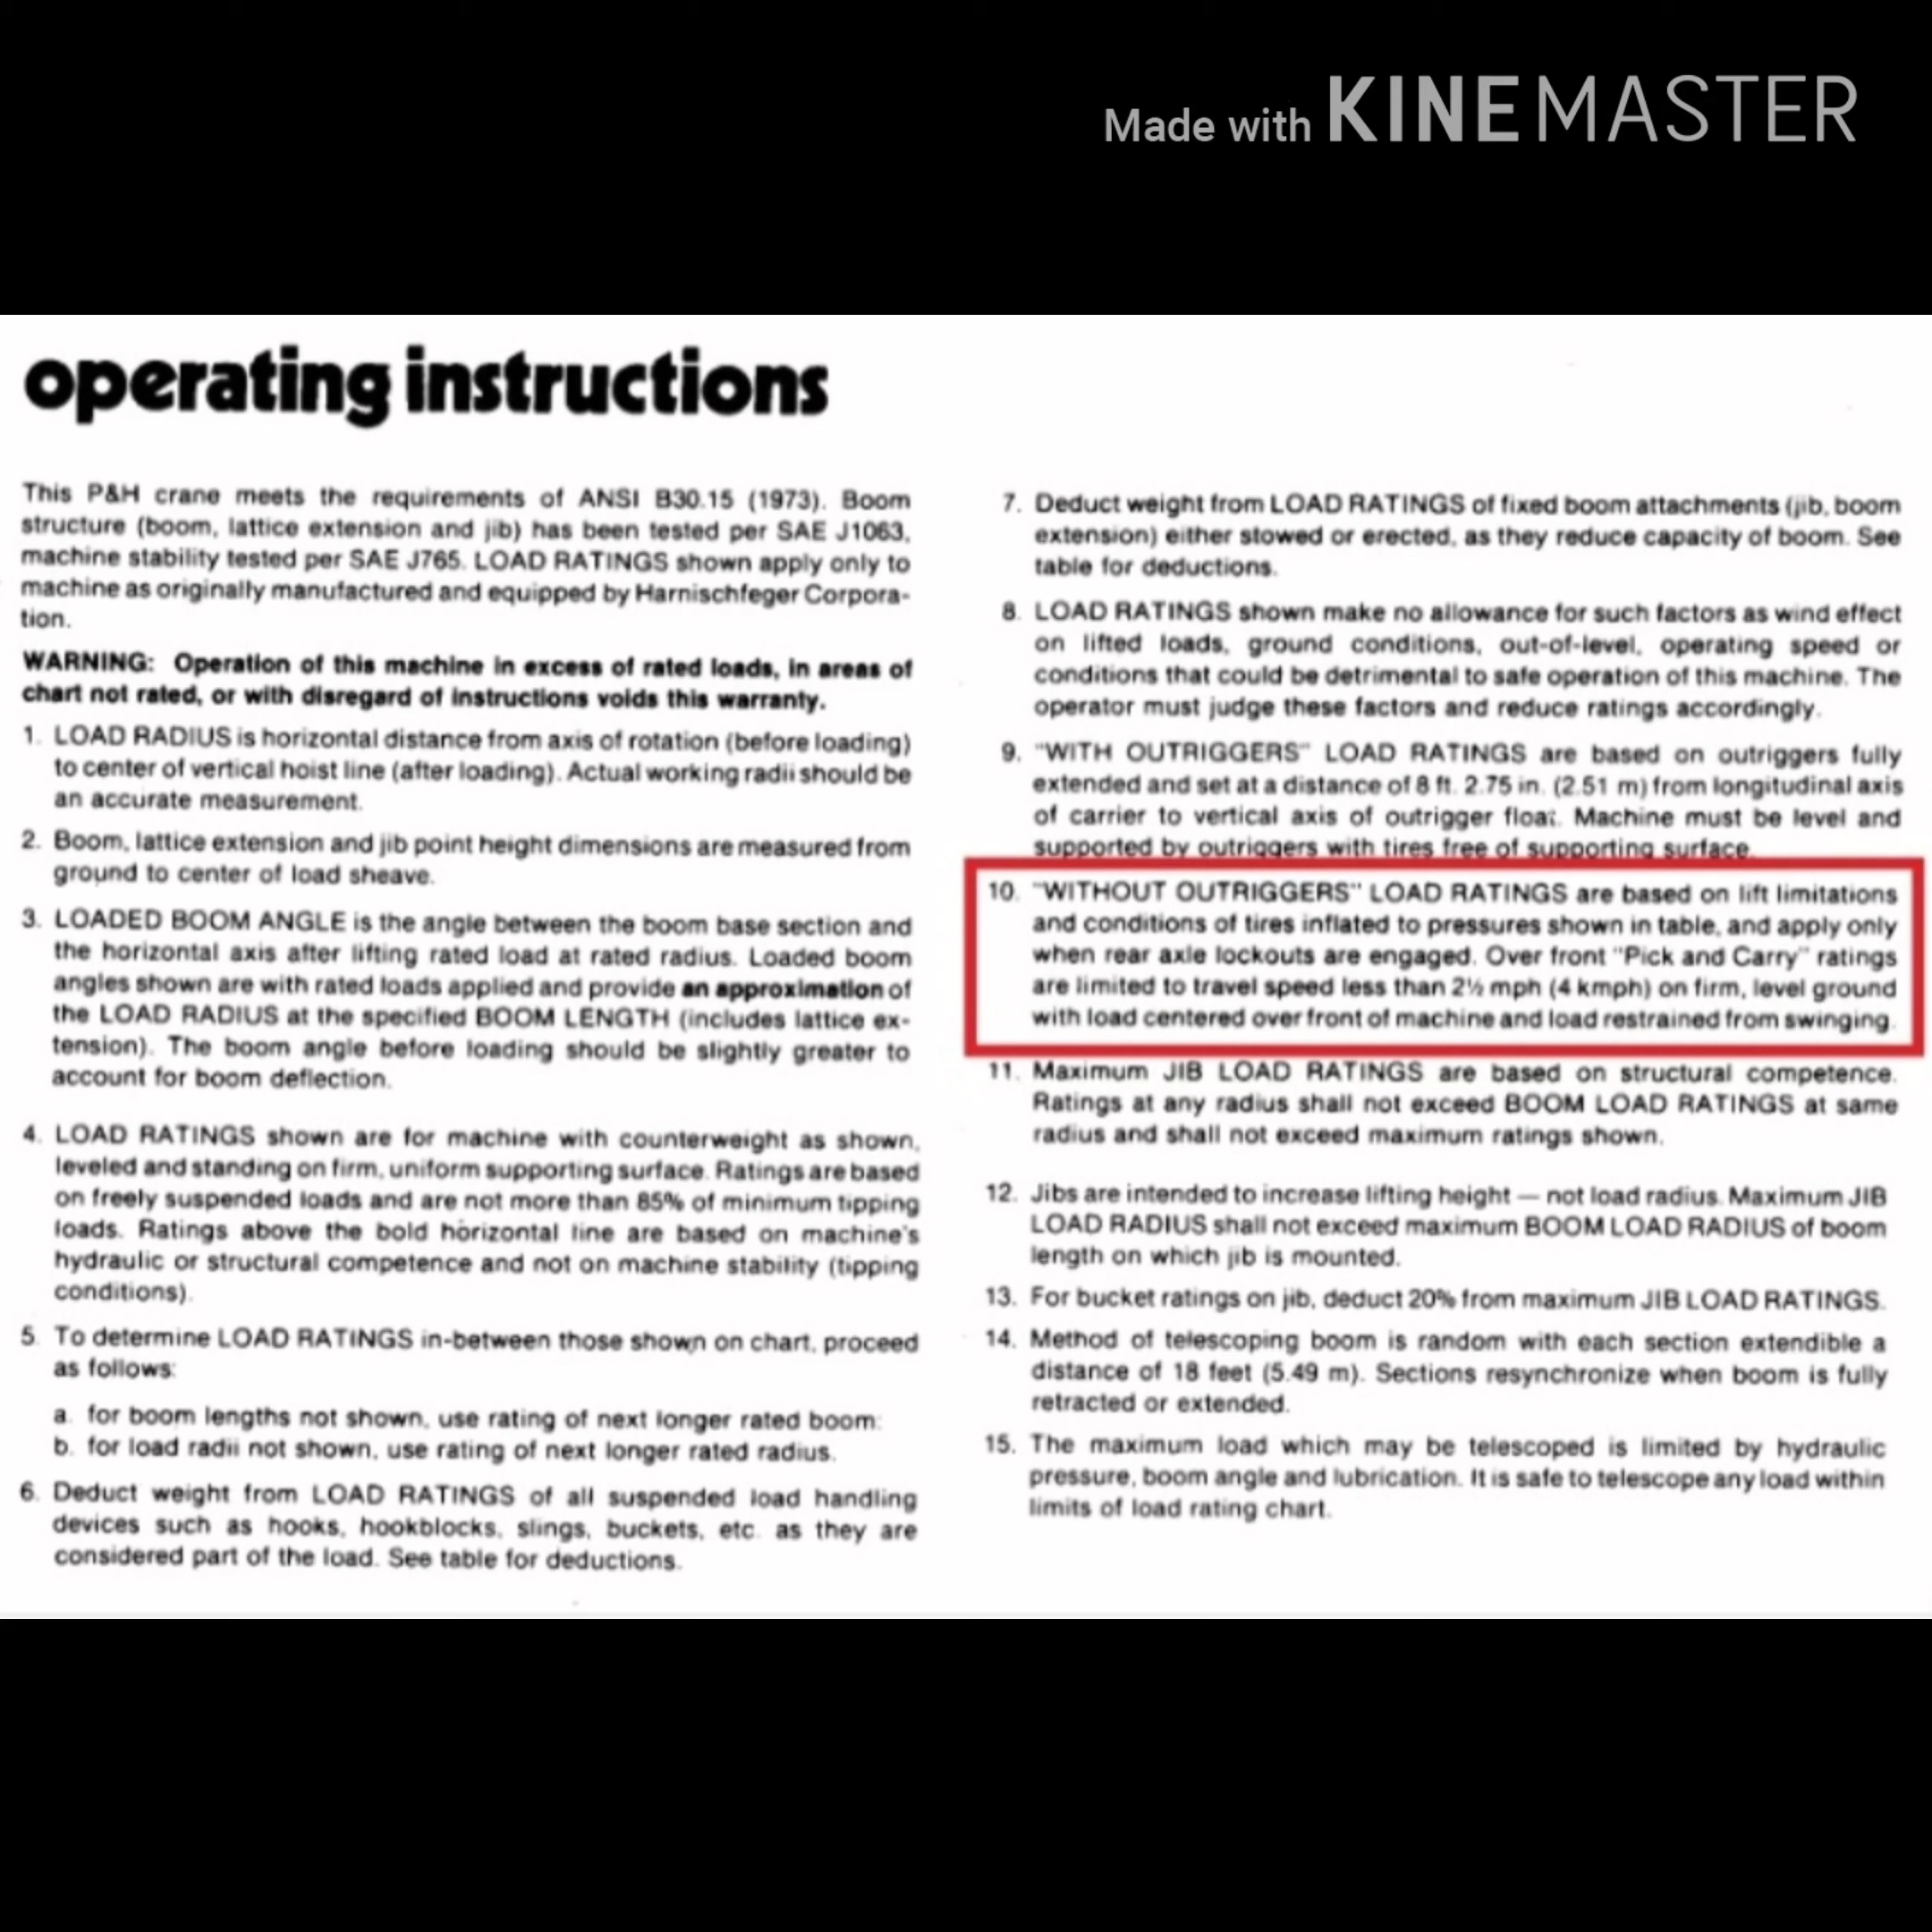 Made with KINEMASTER
operating instructions
This P&H crane meets the requirements of ANSI B30.15 (1973). Boom
structure (boom, lattice extension and jib) has been tested per SAE J1063,
machine stability tested per SAE J765. LOAD RATINGS shown apply only to
machine as originally manufactured and equipped by Harnischfeger Corpora-
tion.
WARNING: Operation of this machine in excess of rated loads, in areas of
chart not rated, or with disregard of instructions voids this warranty.
1. LOAD RADIUS is horizontal distance from axis of rotation (before loading)
to center of vertical hoist line (after loading). Actual working radii should be
an accurate measurement.
2. Boom, lattice extension and jib point height dimensions are measured from
ground to center of load sheave.
3. LOADED BOOM ANGLE is the angle between the boom base section and
the horizontal axis after lifting rated load at rated radius. Loaded boom
angles shown are with rated loads applied and provide an approximation of
the LOAD RADIUS at the specified BOOM LENGTH (includes lattice ex-
tension). The boom angle before loading should be slightly greater to
account for boom deflection.
4. LOAD RATINGS shown are for machine with counterweight as shown,
leveled and standing on firm, uniform supporting surface. Ratings are based
on freely suspended loads and are not more than 85% of minimum tipping
loads. Ratings above the bold horizontal line are based on machine's
hydraulic or structural competence and not on machine stability (tipping
conditions).
5. To determine LOAD RATINGS in-between those shown on chart, proceed
as follows:
a. for boom lengths not shown, use rating of next longer rated boom:
b. for load radii not shown, use rating of next longer rated radius.
6. Deduct weight from LOAD RATINGS of all suspended load handling
devices such as hooks, hookblocks, slings, buckets, etc. as they are
considered part of the load. See table for deductions.
7. Deduct weight from LOAD RATINGS of fixed boom attachments (jib, boom
extension) either stowed or erected, as they reduce capacity of boom. See
table for deductions.
8. LOAD RATINGS shown make no allowance for such factors as wind effect
on lifted loads, ground conditions, out-of-level, operating speed or
conditions that could be detrimental to safe operation of this machine. The
operator must judge these factors and reduce ratings accordingly.
9. "WITH OUTRIGGERS" LOAD RATINGS are based on outriggers fully
extended and set at a distance of 8 ft. 2.75 in. (2.51 m) from longitudinal axis
of carrier to vertical axis of outrigger float. Machine must be level and
supported by outriggers with tires free of supporting surface.
10. "WITHOUT OUTRIGGERS" LOAD RATINGS are based on lift limitations
and conditions of tires inflated to pressures shown in table, and apply only
when rear axle lockouts are engaged. Over front "Pick and Carry" ratings
are limited to travel speed less than 2½ mph (4 kmph) on firm, level ground
with load centered over front of machine and load restrained from swinging.
11. Maximum JIB LOAD RATINGS are based on structural competence.
Ratings at any radius shall not exceed BOOM LOAD RATINGS at same
radius and shall not exceed maximum ratings shown.
12. Jibs are intended to increase lifting height — not load radius. Maximum JIB
LOAD RADIUS shall not exceed maximum BOOM LOAD RADIUS of boom
length on which jib is mounted.
13. For bucket ratings on jib, deduct 20% from maximum JIB LOAD RATINGS.
14. Method of telescoping boom is random with each section extendible a
distance of 18 feet (5.49 m). Sections resynchronize when boom is fully
retracted or extended.
15. The maximum load which may be telescoped is limited by hydraulic
pressure, boom angle and lubrication. It is safe to telescope any load within
limits of load rating chart.